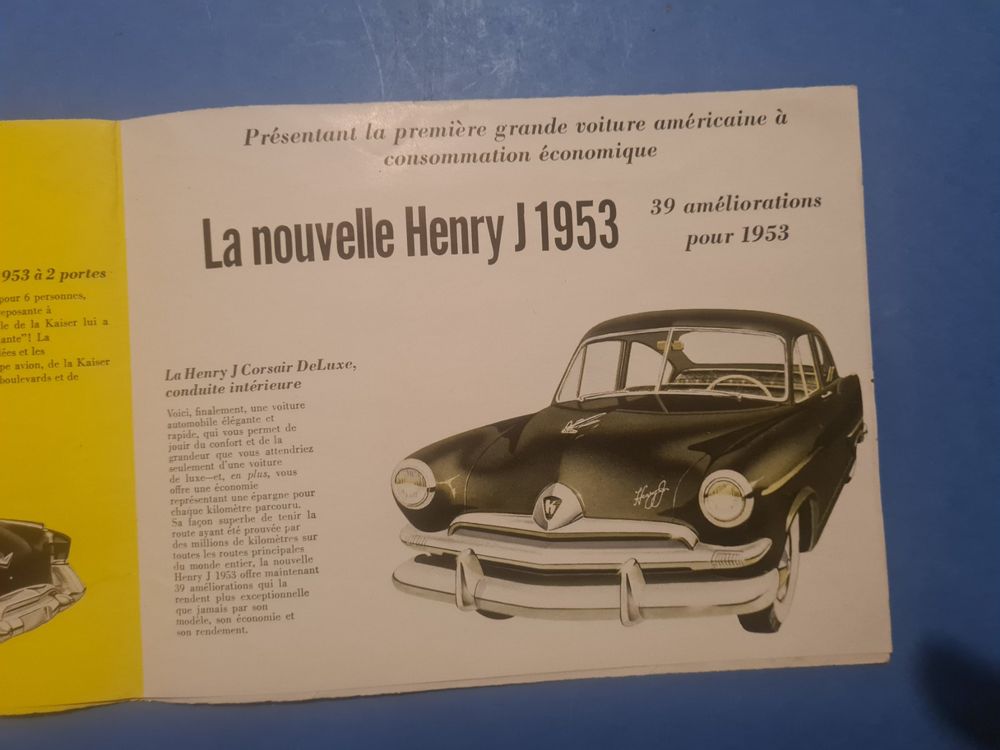 953 à 2 portes
pour 6 personnes,
eposante à
le de la Kaiser lui a
ante"! La
ées et les
pe avion, de la Kaiser
boulevards et de
Présentant la première grande voiture américaine à
consommation économique
La nouvelle Henry J 1953
39 améliorations
pour 1953
La Henry J Corsair DeLuxe,
conduite intérieure
Voici, finalement, une voiture
automobile élégante et
rapide, qui vous permet de
jouir du confort et de la
grandeur que vous attendriez
seulement d'une voiture
de luxe—et, en plus, vous
offre une économie
représentant une épargne pour
chaque kilomètre parcouru.
Sa façon superbe de tenir la
route ayant été prouvée par
des millions de kilomètres sur
toutes les routes principales
du monde entier, la nouvelle
Henry J 1953 offre maintenant
39 améliorations qui la
rendent plus exceptionnelle
que jamais par son
modèle, son économie et
son rendement.
K
Henry J